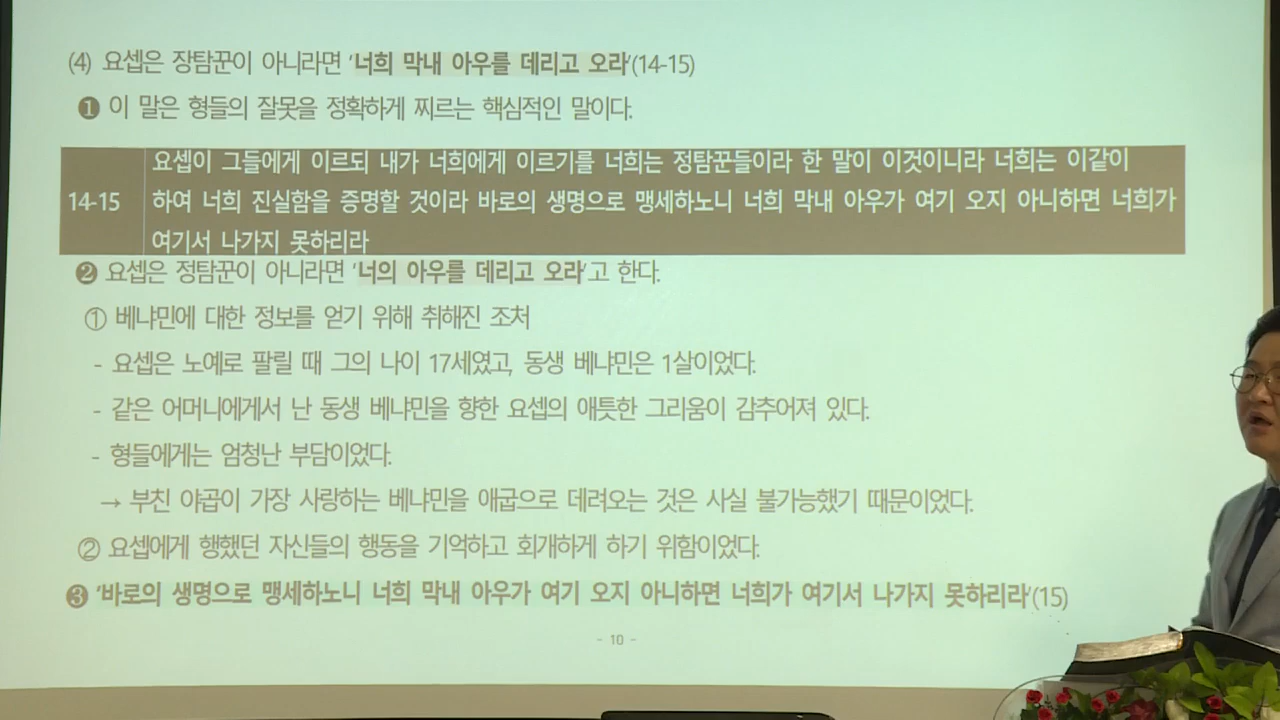 (4) 요셉은 장탐꾼이 아니라면 '너희 막내 아우를 데리고 오라'(14-15)
❶ 이 말은 형들의 잘못을 정확하게 찌르는 핵심적인 말이다.
요셉이 그들에게 이르되 내가 너희에게 이르기를 너희는 정탐꾼들이라 한 말이 이것이니라 너희는 이같이
14-15 하여 너희 진실함을 증명할 것이라 바로의 생명으로 맹세하노니 너희 막내 아우가 여기 오지 아니하면 너희가
여기서 나가지 못하리라
❷ 요셉은 정탐꾼이 아니라면 '너의 아우를 데리고 오라'고 한다.
① 베냐민에 대한 정보를 얻기 위해 취해진 조처
- 요셉은 노예로 팔릴 때 그의 나이 17세였고, 동생 베냐민은 1살이었다.
- 같은 어머니에게서 난 동생 베냐민을 향한 요셉의 애틋한 그리움이 감추어져 있다.
- 형들에게는 엄청난 부담이었다.
→ 부친 야곱이 가장 사랑하는 베냐민을 애굽으로 데려오는 것은 사실 불가능했기 때문이었다.
② 요셉에게 행했던 자신들의 행동을 기억하고 회개하게 하기 위함이었다.
❸ '바로의 생명으로 맹세하노니 너희 막내 아우가 여기 오지 아니하면 너희가 여기서 나가지 못하리라'(15)
- 10 -